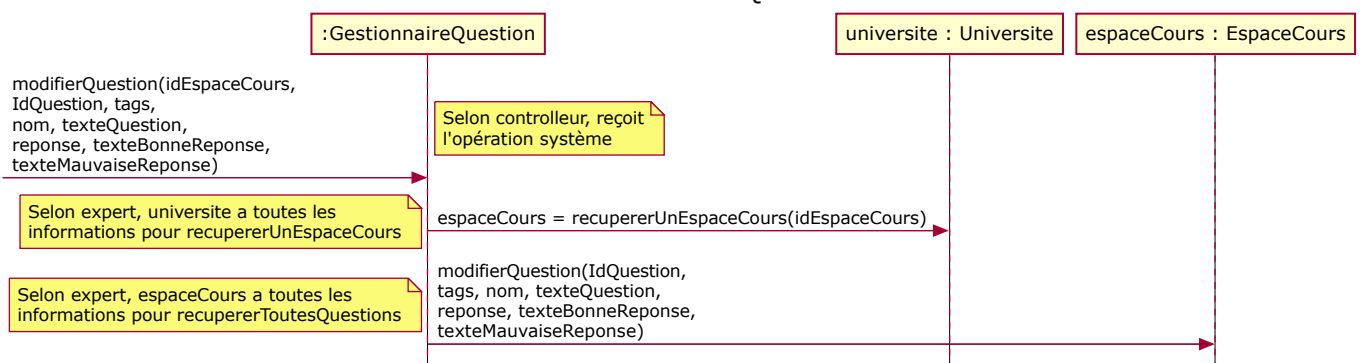 :GestionnaireQuestion
universite : Universite
espaceCours : EspaceCours
modifierQuestion(idEspaceCours,
IdQuestion, tags,
nom, texteQuestion,
reponse, texteBonneReponse,
texteMauvaiseReponse)
Selon controlleur, reçoit
l'opération système
Selon expert, universite a toutes les
informations pour recupererUnEspaceCours
espaceCours = recupererUnEspaceCours(idEspaceCours)
Selon expert, espaceCours a toutes les
informations pour recupererToutesQuestions
modifierQuestion(IdQuestion,
tags, nom, texteQuestion,
reponse, texteBonneReponse,
texteMauvaiseReponse)